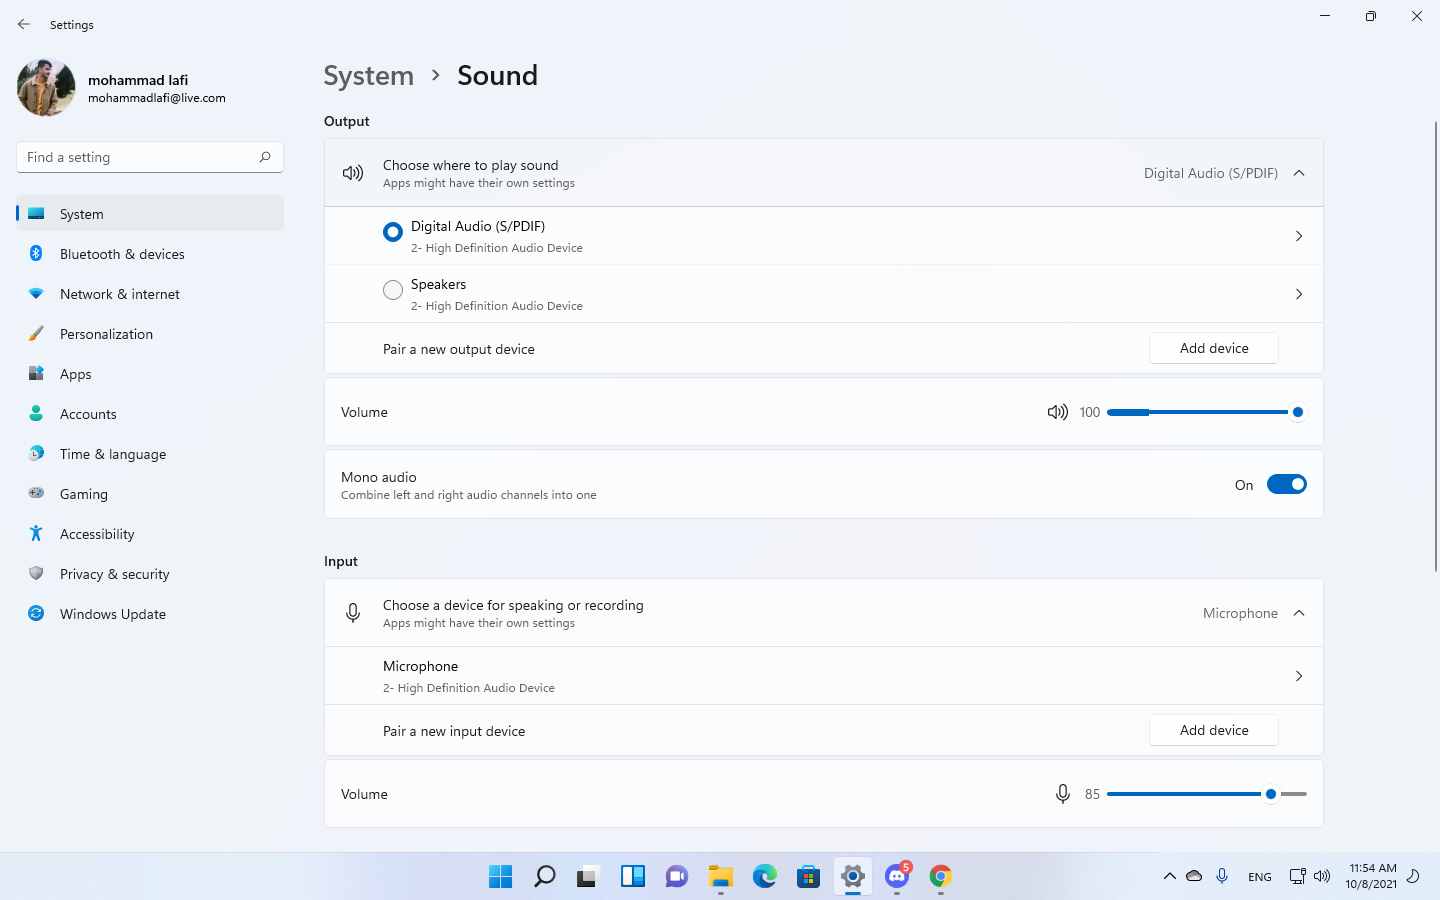 Settings
mohammad lafi
mohammadlafi@live.com
Find a setting
System
Bluetooth & devices
Network & internet
Personalization
Apps
Accounts
Time & language
Gaming
Accessibility
Privacy & security
Windows Update
System > Sound
Output
Choose where to play sound
Apps might have their own settings
Digital Audio (S/PDIF)
Digital Audio (S/PDIF)
2- High Definition Audio Device
Speakers
2- High Definition Audio Device
Pair a new output device
Add device
Volume
100
Mono audio
Combine left and right audio channels into one
On
Input
Choose a device for speaking or recording
Apps might have their own settings
Microphone
Microphone
2- High Definition Audio Device
Pair a new input device
Add device
Volume
85
5
ENG
11:54 AM
10/8/2021